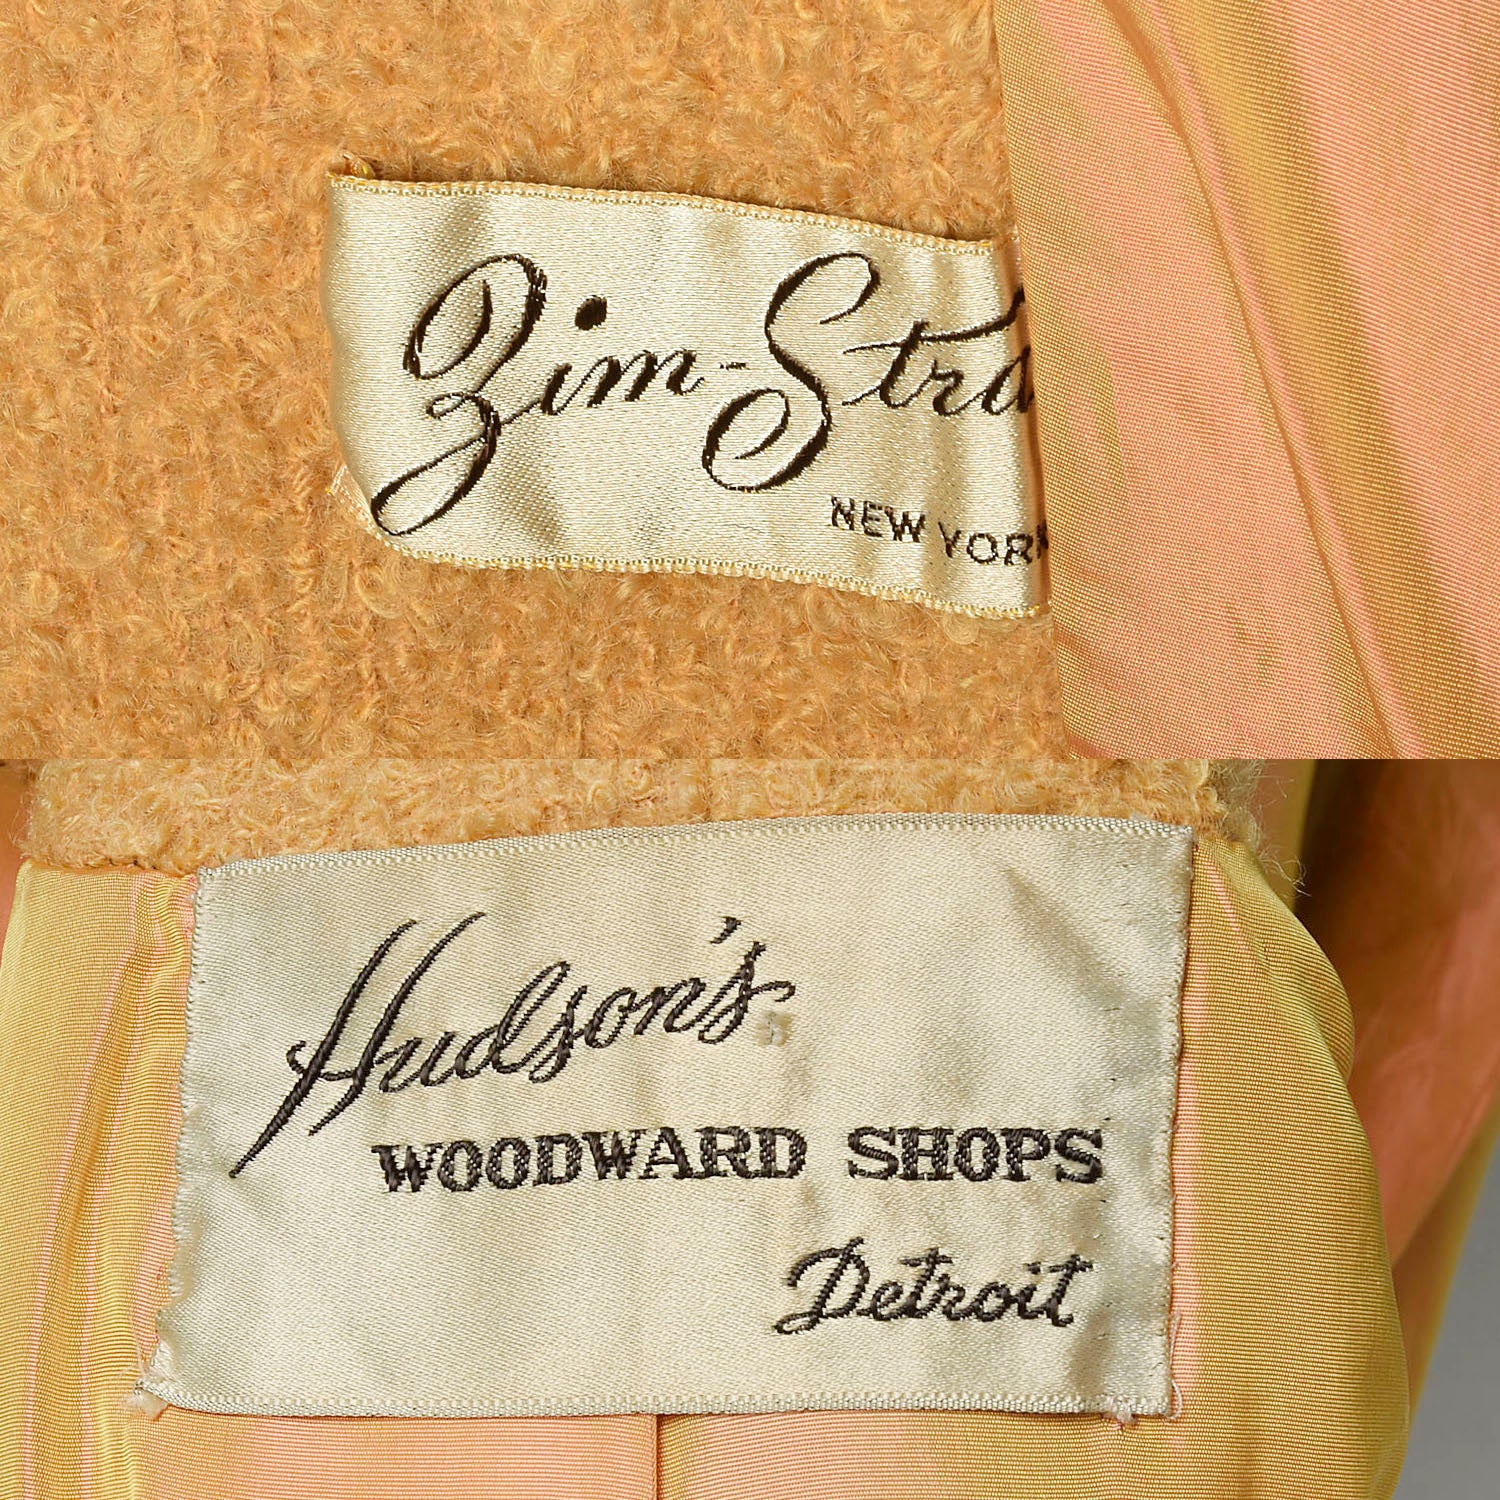 Zim-Stra
NEW YORK
Hudson's
WOODWARD SHOPS
Detroit